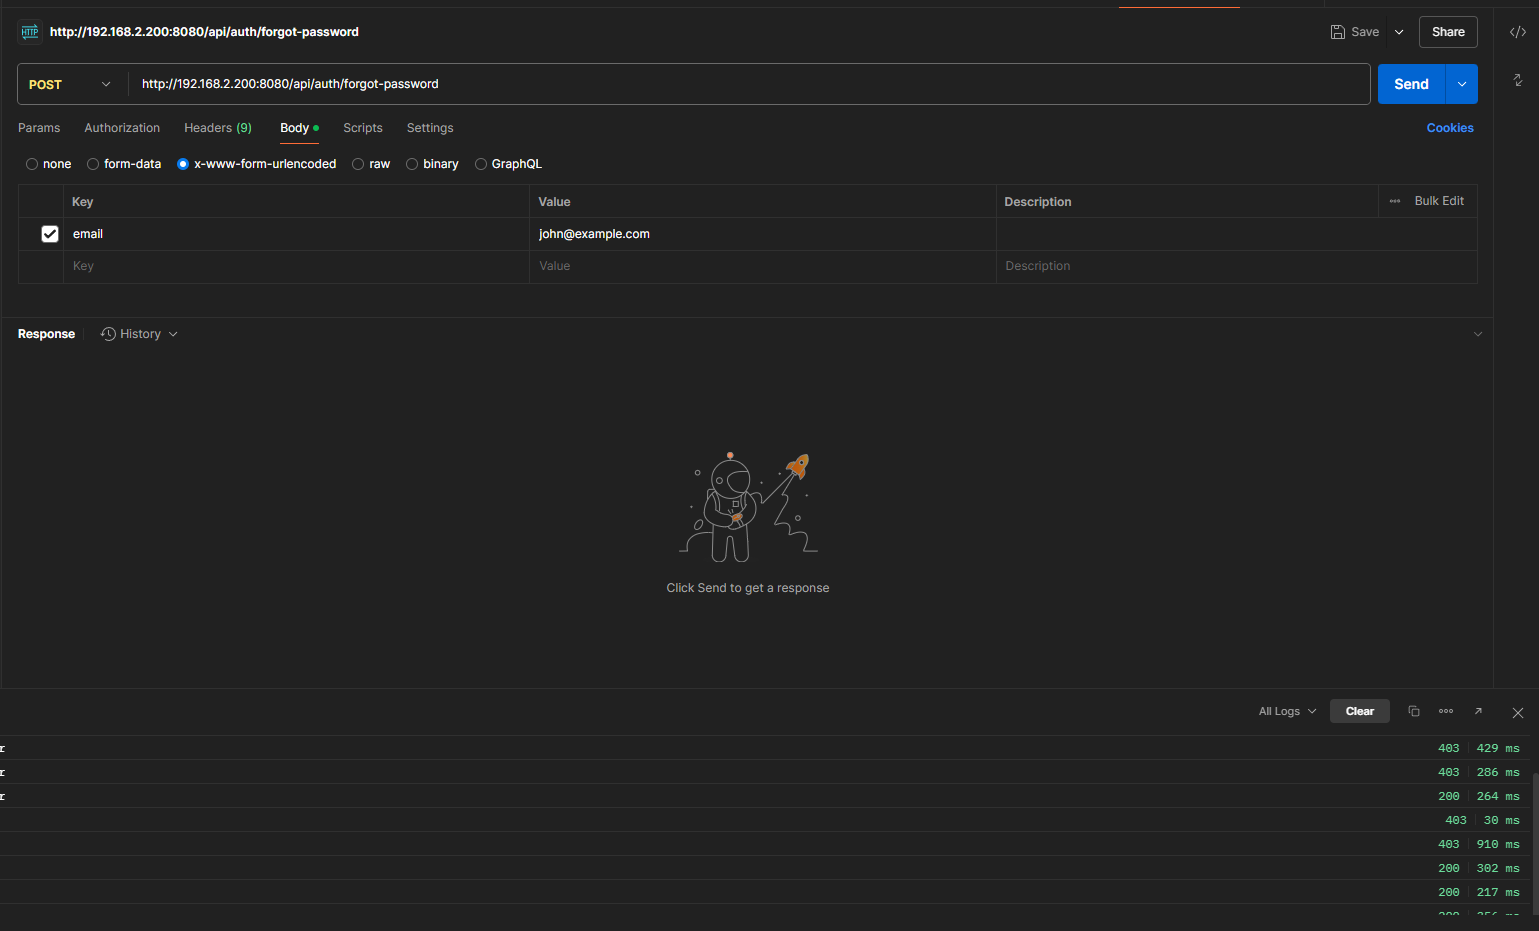 HTTP http://192.168.2.200:8080/api/auth/forgot-password Save Share
POST http://192.168.2.200:8080/api/auth/forgot-password Send
Params Authorization Headers (9) Body Scripts Settings Cookies
none form-data x-www-form-urlencoded raw binary GraphQL
Key Value Description Bulk Edit
email john@example.com
Key Value Description
Response History
Click Send to get a response
All Logs Clear
r 403 429 ms
r 403 286 ms
r 200 264 ms
403 30 ms
403 910 ms
200 302 ms
200 217 ms